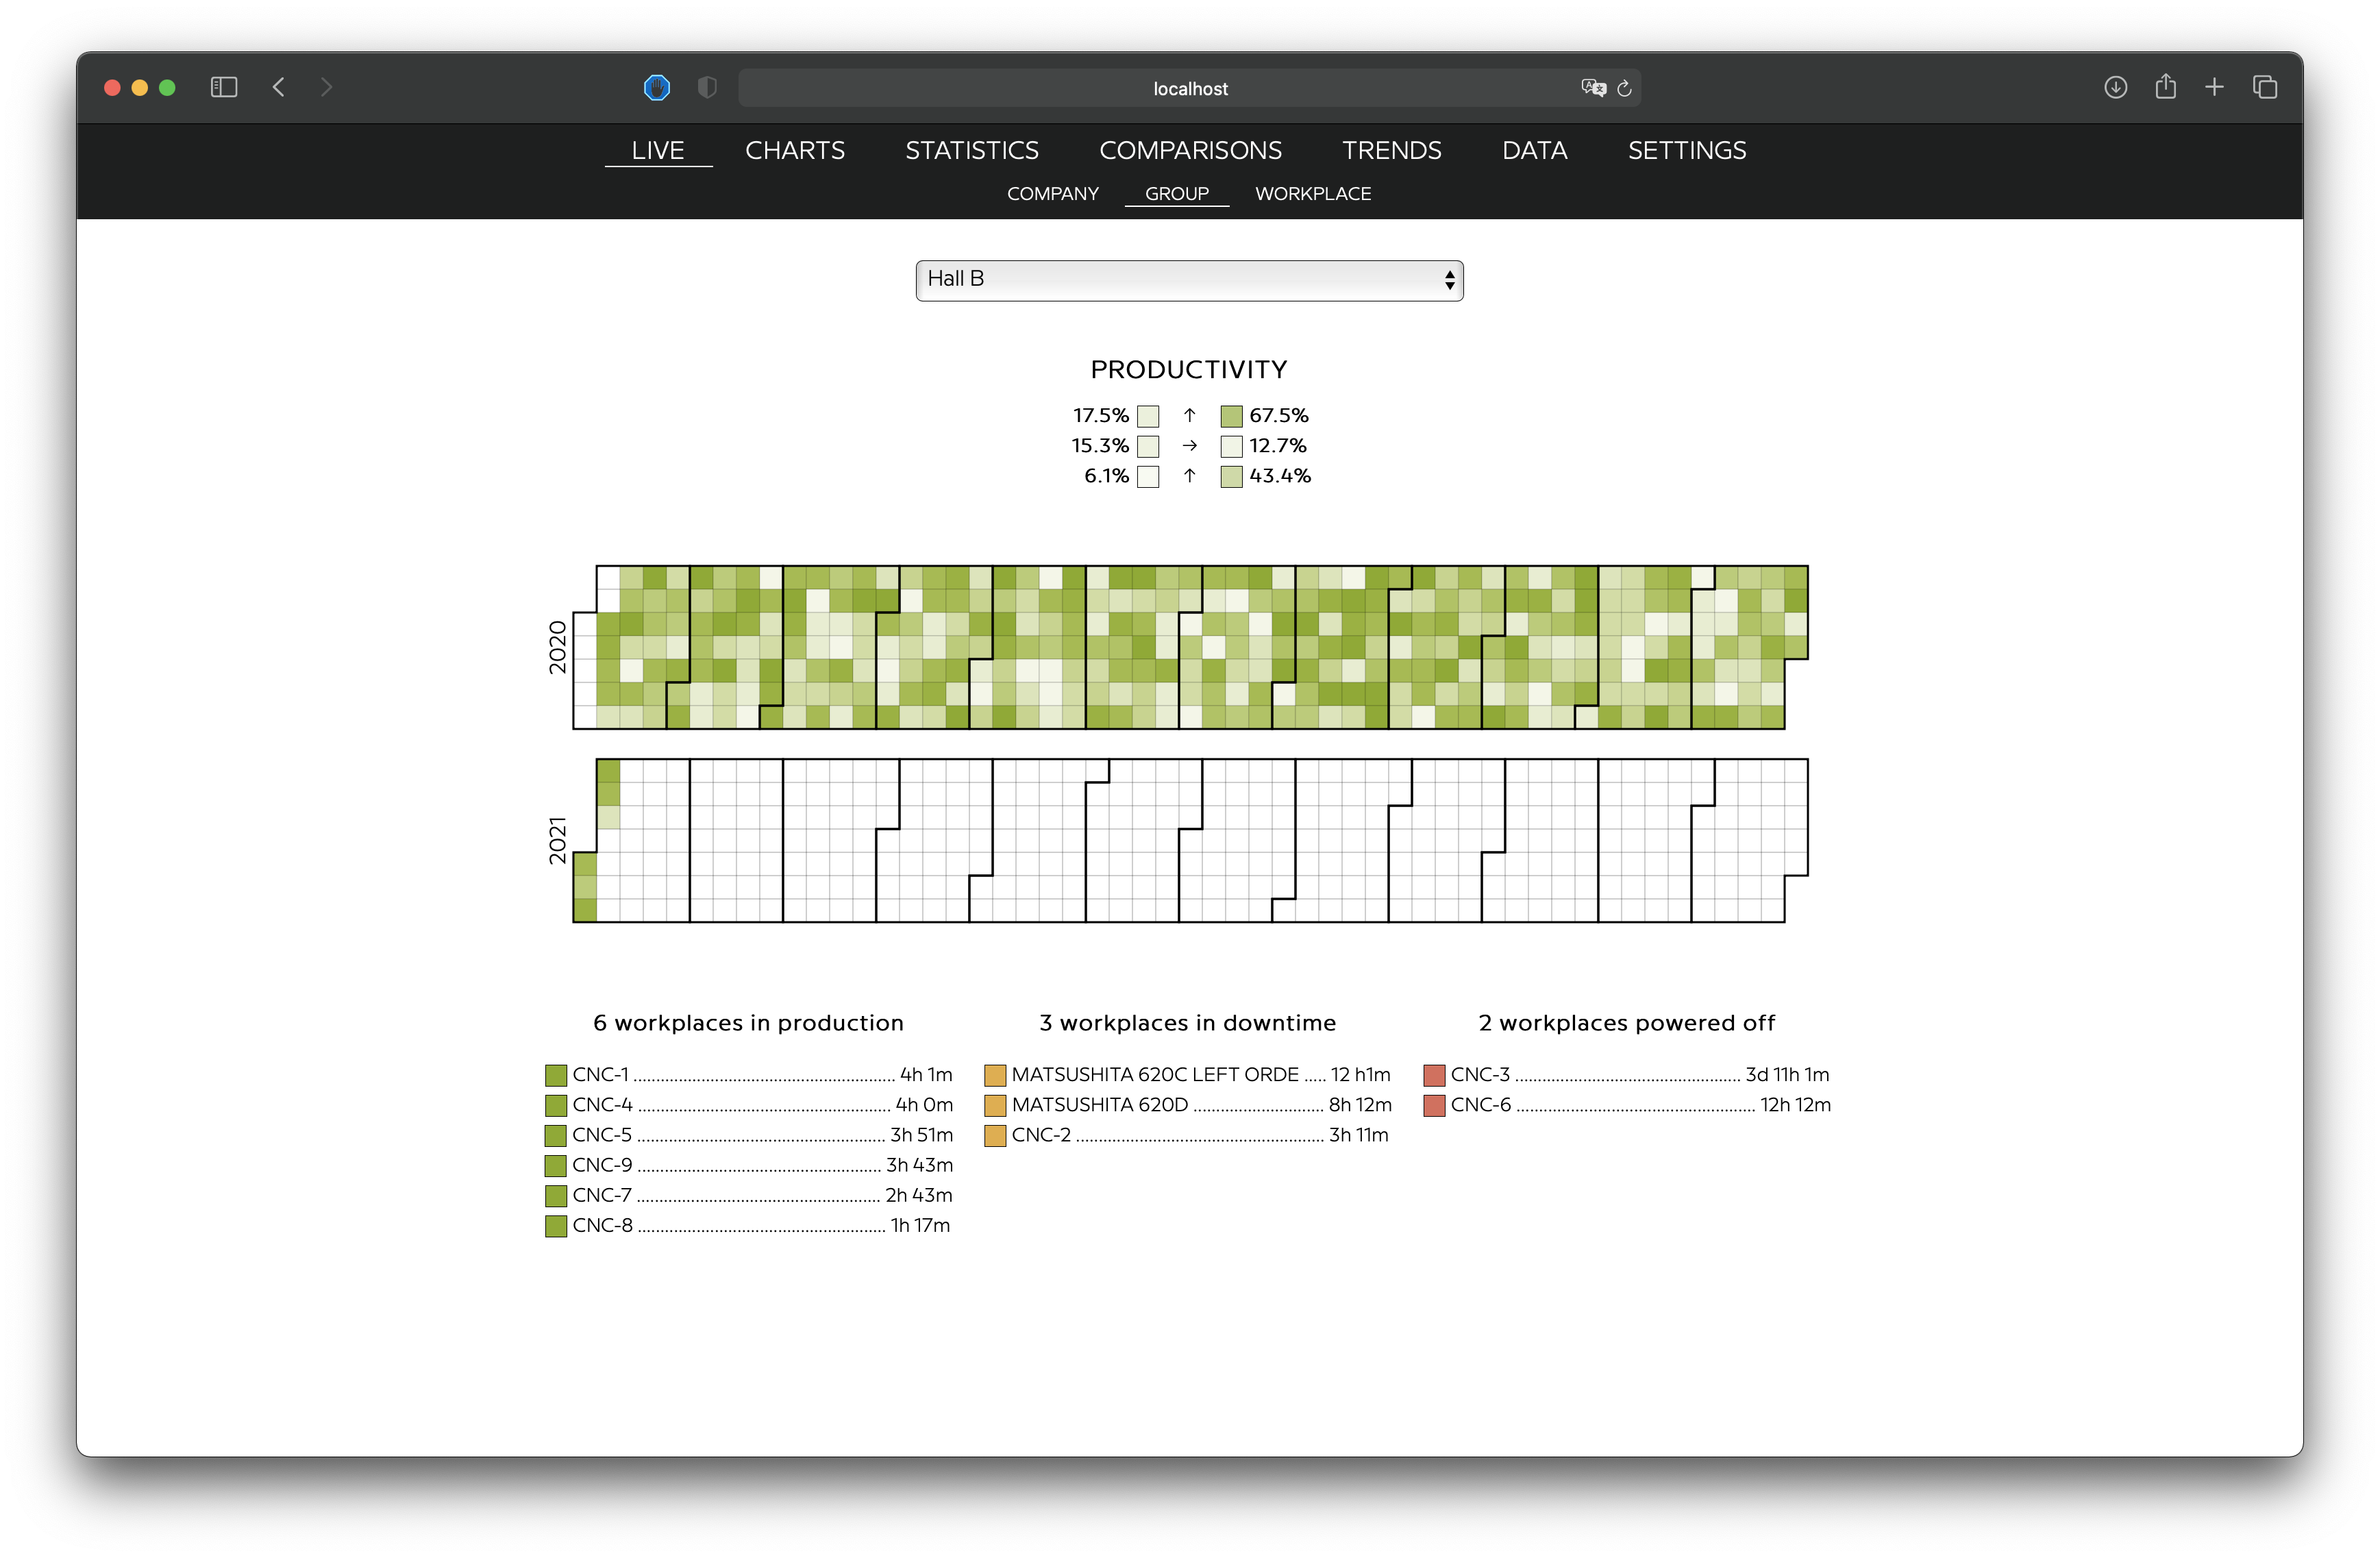 localhost
LIVE CHARTS STATISTICS COMPARISONS TRENDS DATA SETTINGS
COMPANY GROUP WORKPLACE
Hall B
PRODUCTIVITY
17.5% ↑ 67.5%
15.3% → 12.7%
6.1% ↑ 43.4%
2020
2021
6 workplaces in production
CNC-1 .......... 4h 1m
CNC-4 .......... 4h 0m
CNC-5 .......... 3h 51m
CNC-9 .......... 3h 43m
CNC-7 .......... 2h 43m
CNC-8 .......... 1h 17m
3 workplaces in downtime
MATSUSHITA 620C LEFT ORDE ..... 12 h1m
MATSUSHITA 620D .......... 8h 12m
CNC-2 .......... 3h 11m
2 workplaces powered off
CNC-3 .......... 3d 11h 1m
CNC-6 .......... 12h 12m